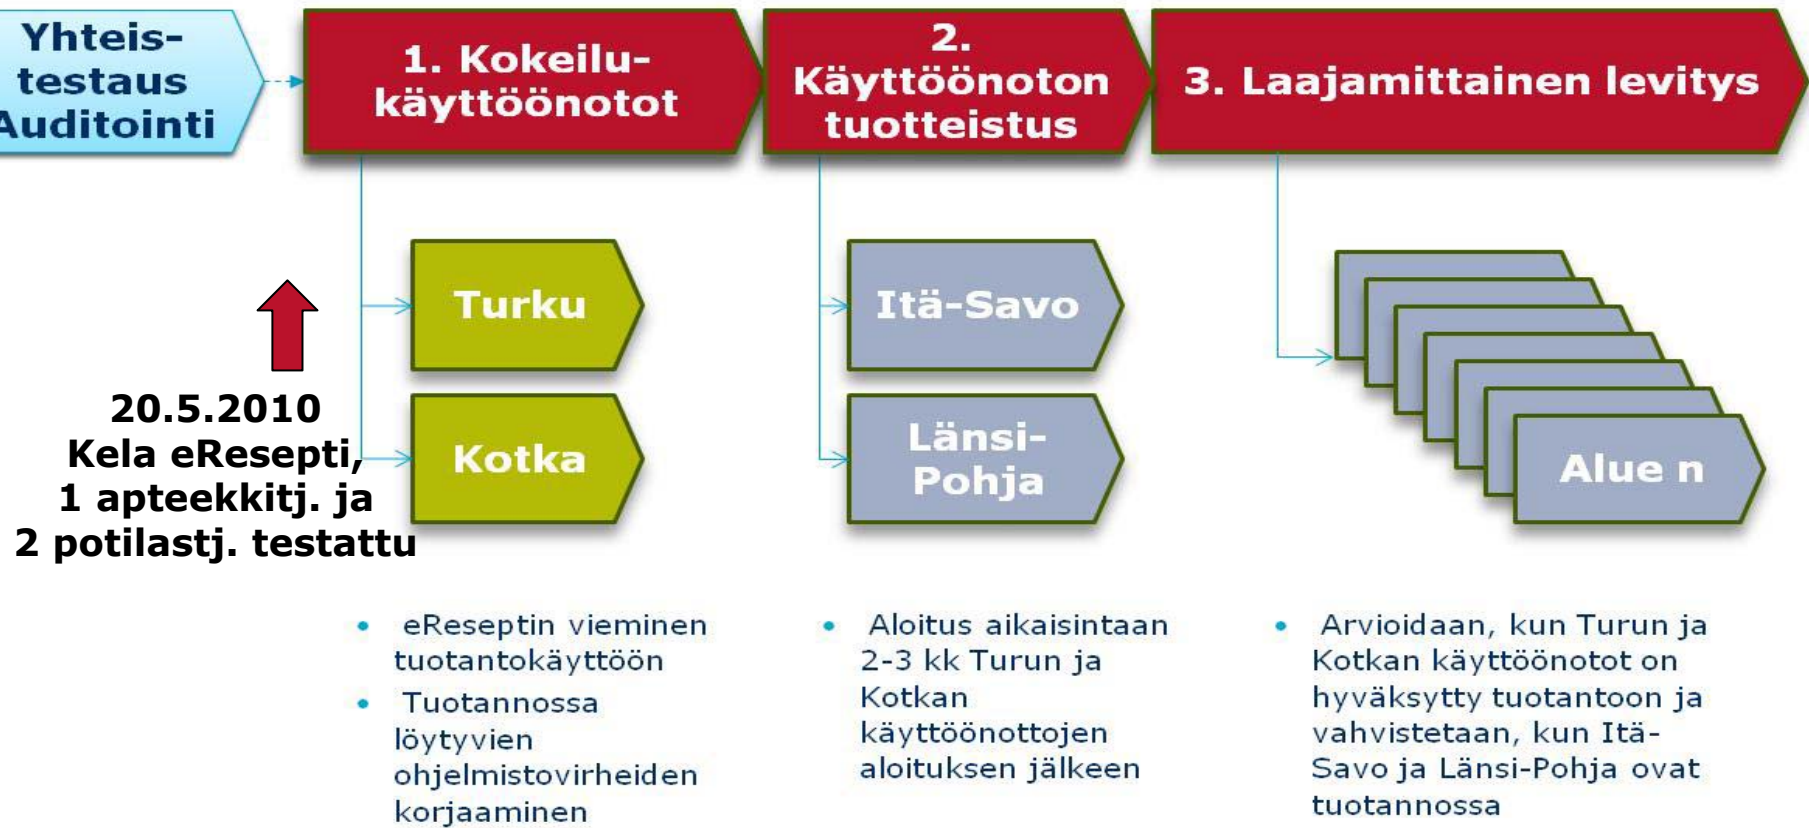 Yhteis-
testaus
Auditointi
1. Kokeilu-
käyttöönotot
2.
Käyttöönoton
tuotteistus
3. Laajamittainen levitys
Turku
Kotka
Itä-Savo
Länsi-
Pohja
Alue n
20.5.2010
Kela eResepti,
1 apteekkitj. ja
2 potilastj. testattu
• eReseptin vieminen
tuotantokäyttöön
• Tuotannossa
löytyvien
ohjelmistovirheiden
korjaaminen
• Aloitus aikaisintaan
2-3 kk Turun ja
Kotkan
käyttöönottojen
aloituksen jälkeen
• Arvioidaan, kun Turun ja
Kotkan käyttöönotot on
hyväksytty tuotantoon ja
vahvistetaan, kun Itä-
Savo ja Länsi-Pohja ovat
tuotannossa